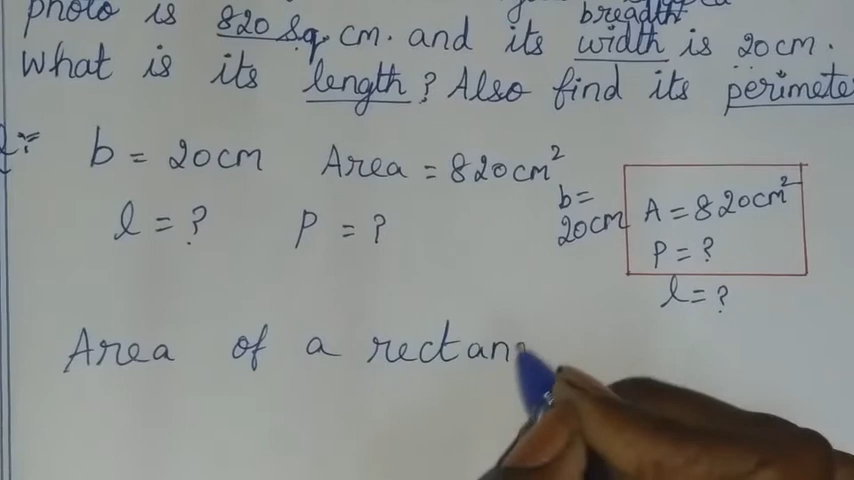 breadth
photo is 820 sq. cm. and its width is 20cm.
What is its length? Also find its perimete
b = 20cm Area = 820cm²
l = ? P = ?
b =
20cm
A = 820cm²
P = ?
l = ?
Area of a rectan